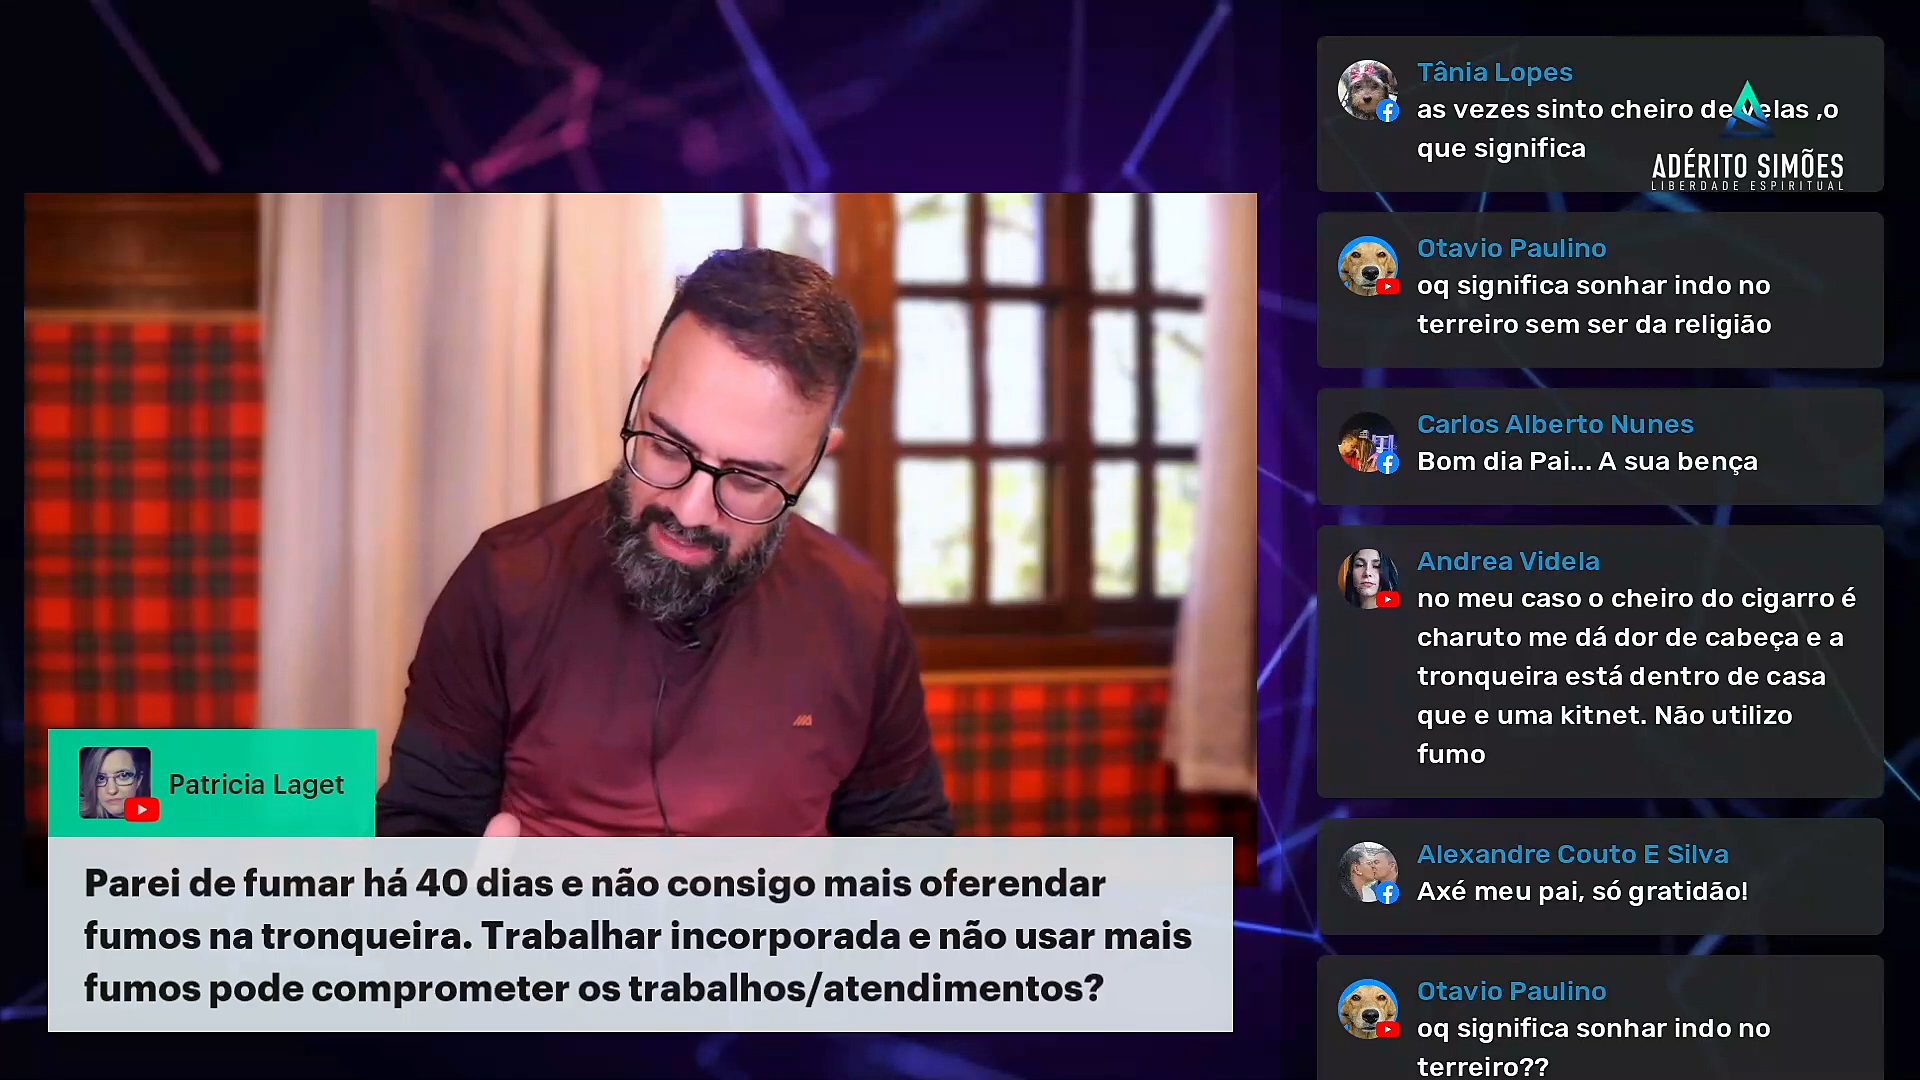 Tânia Lopes
as vezes sinto cheiro de velas ,o
que significa
ADÉRITO SIMÕES
LIBERDADE ESPIRITUAL
Otavio Paulino
oq significa sonhar indo no
terreiro sem ser da religião
Carlos Alberto Nunes
Bom dia Pai... A sua bença
Andrea Videla
no meu caso o cheiro do cigarro é
charuto me dá dor de cabeça e a
tronqueira está dentro de casa
que e uma kitnet. Não utilizo
fumo
Alexandre Couto E Silva
Axé meu pai, só gratidão!
Otavio Paulino
oq significa sonhar indo no
terreiro??
Patricia Laget
Parei de fumar há 40 dias e não consigo mais oferendar
fumos na tronqueira. Trabalhar incorporada e não usar mais
fumos pode comprometer os trabalhos/atendimentos?